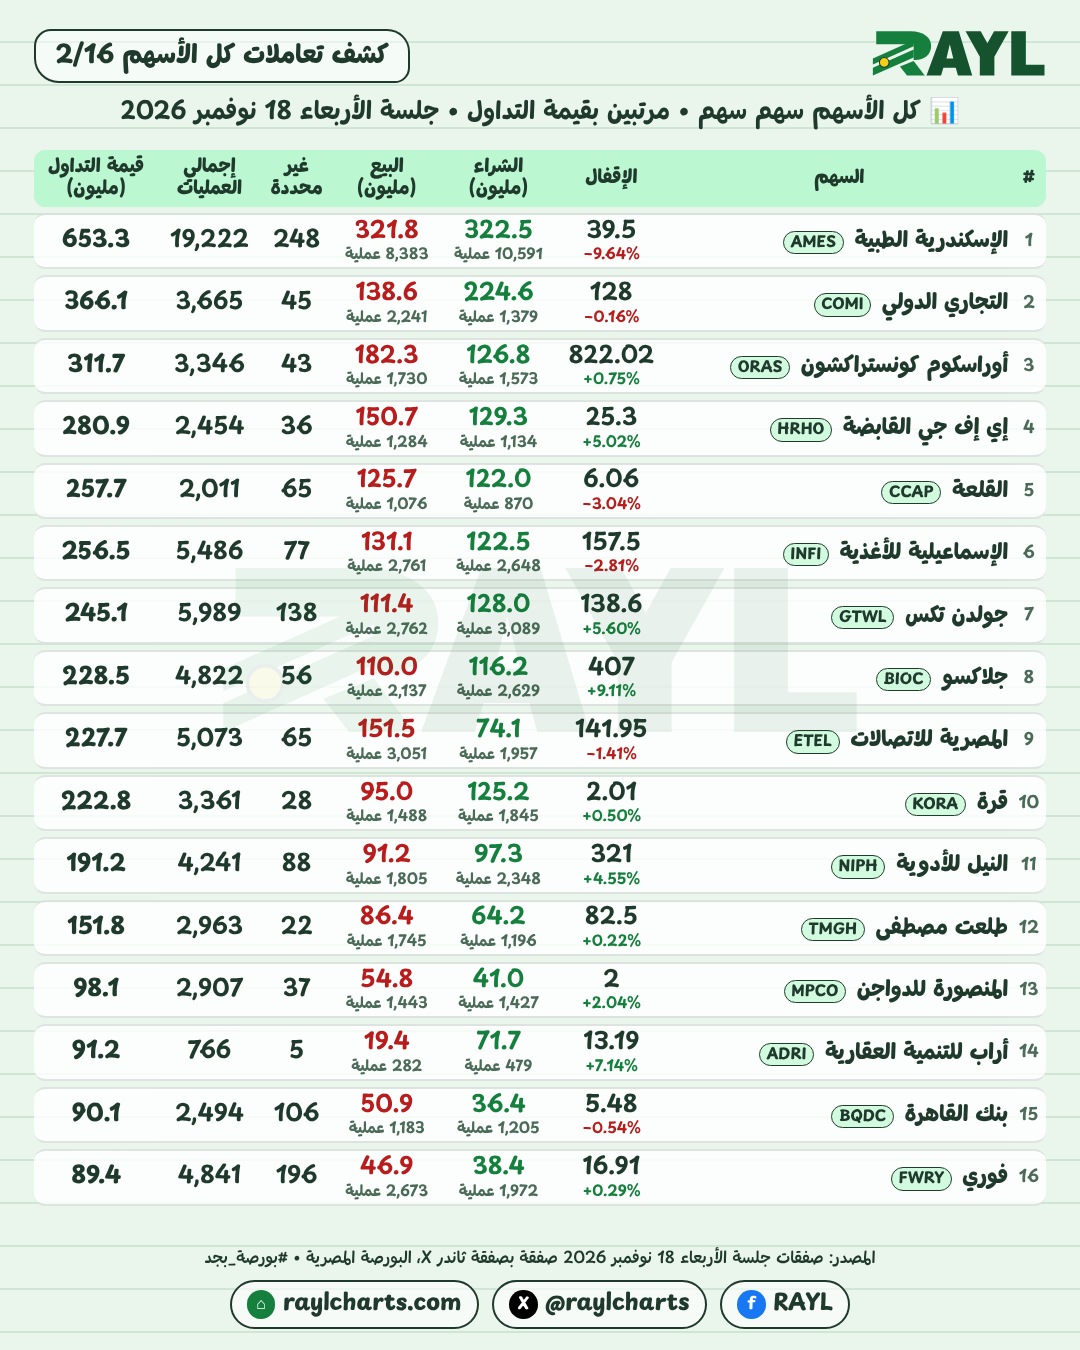 RAYL
كشف تعاملات كل الأسهم 2/16
📊 كل الأسهم سهم سهم • مرتبين بقيمة التداول • جلسة الأربعاء 18 نوفمبر 2026
# السهم الإقفال الشراء (مليون) البيع (مليون) غير محددة إجمالي العمليات قيمة التداول (مليون)
1 الإسكندرية الطبية AMES 39.5 322.5 321.8 248 19,222 653.3
-9.64% 10,591 عملية 8,383 عملية
2 التجاري الدولي COMI 128 224.6 138.6 45 3,665 366.1
-0.16% 1,379 عملية 2,241 عملية
3 أوراسكوم كونستراكشون ORAS 822.02 126.8 182.3 43 3,346 311.7
+0.75% 1,573 عملية 1,730 عملية
4 إي إف جي القابضة HRHO 25.3 129.3 150.7 36 2,454 280.9
+5.02% 1,134 عملية 1,284 عملية
5 القلعة CCAP 6.06 122.0 125.7 65 2,011 257.7
-3.04% 870 عملية 1,076 عملية
6 الإسماعيلية للأغذية INFI 157.5 122.5 131.1 77 5,486 256.5
-2.81% 2,648 عملية 2,761 عملية
7 جولدن تكس GTWL 138.6 128.0 111.4 138 5,989 245.1
+5.60% 3,089 عملية 2,762 عملية
8 جلاكسو BIOC 407 116.2 110.0 56 4,822 228.5
+9.11% 2,629 عملية 2,137 عملية
9 المصرية للاتصالات ETEL 141.95 74.1 151.5 65 5,073 227.7
-1.41% 1,957 عملية 3,051 عملية
10 قرة KORA 2.01 125.2 95.0 28 3,361 222.8
+0.50% 1,845 عملية 1,488 عملية
11 النيل للأدوية NIPH 321 97.3 91.2 88 4,241 191.2
+4.55% 2,348 عملية 1,805 عملية
12 طلعت مصطفى TMGH 82.5 64.2 86.4 22 2,963 151.8
+0.22% 1,196 عملية 1,745 عملية
13 المنصورة للدواجن MPCO 2 41.0 54.8 37 2,907 98.1
+2.04% 1,427 عملية 1,443 عملية
14 أراب للتنمية العقارية ADRI 13.19 71.7 19.4 5 766 91.2
+7.14% 479 عملية 282 عملية
15 بنك القاهرة BQDC 5.48 36.4 50.9 106 2,494 90.1
-0.54% 1,205 عملية 1,183 عملية
16 فوري FWRY 16.91 38.4 46.9 196 4,841 89.4
+0.29% 1,972 عملية 2,673 عملية
RAYL
المصدر: صفقات جلسة الأربعاء 18 نوفمبر 2026 صفقة بصفقة ثاندر X، البورصة المصرية • #بورصة_بجد
raylcharts.com @raylcharts RAYL